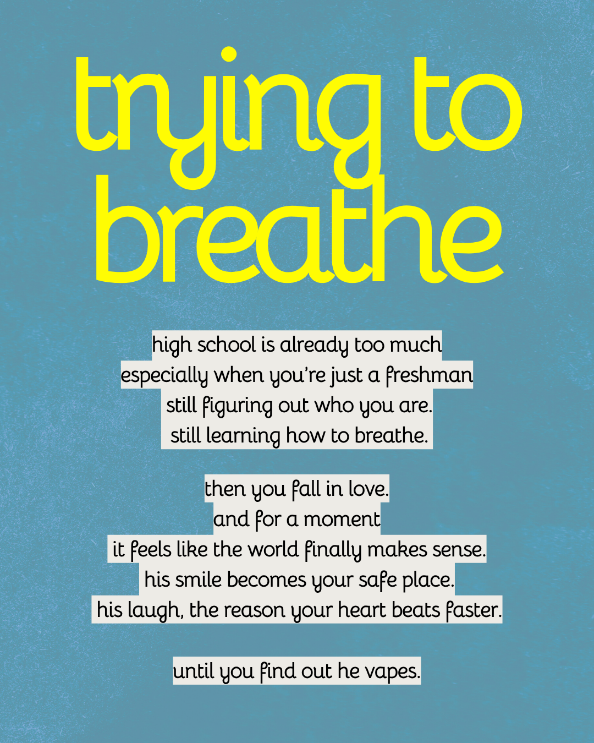 trying to
breathe
high school is already too much
especially when you're just a freshman
still figuring out who you are.
still learning how to breathe.
then you fall in love.
and for a moment
it feels like the world finally makes sense.
his smile becomes your safe place.
his laugh, the reason your heart beats faster.
until you find out he vapes.